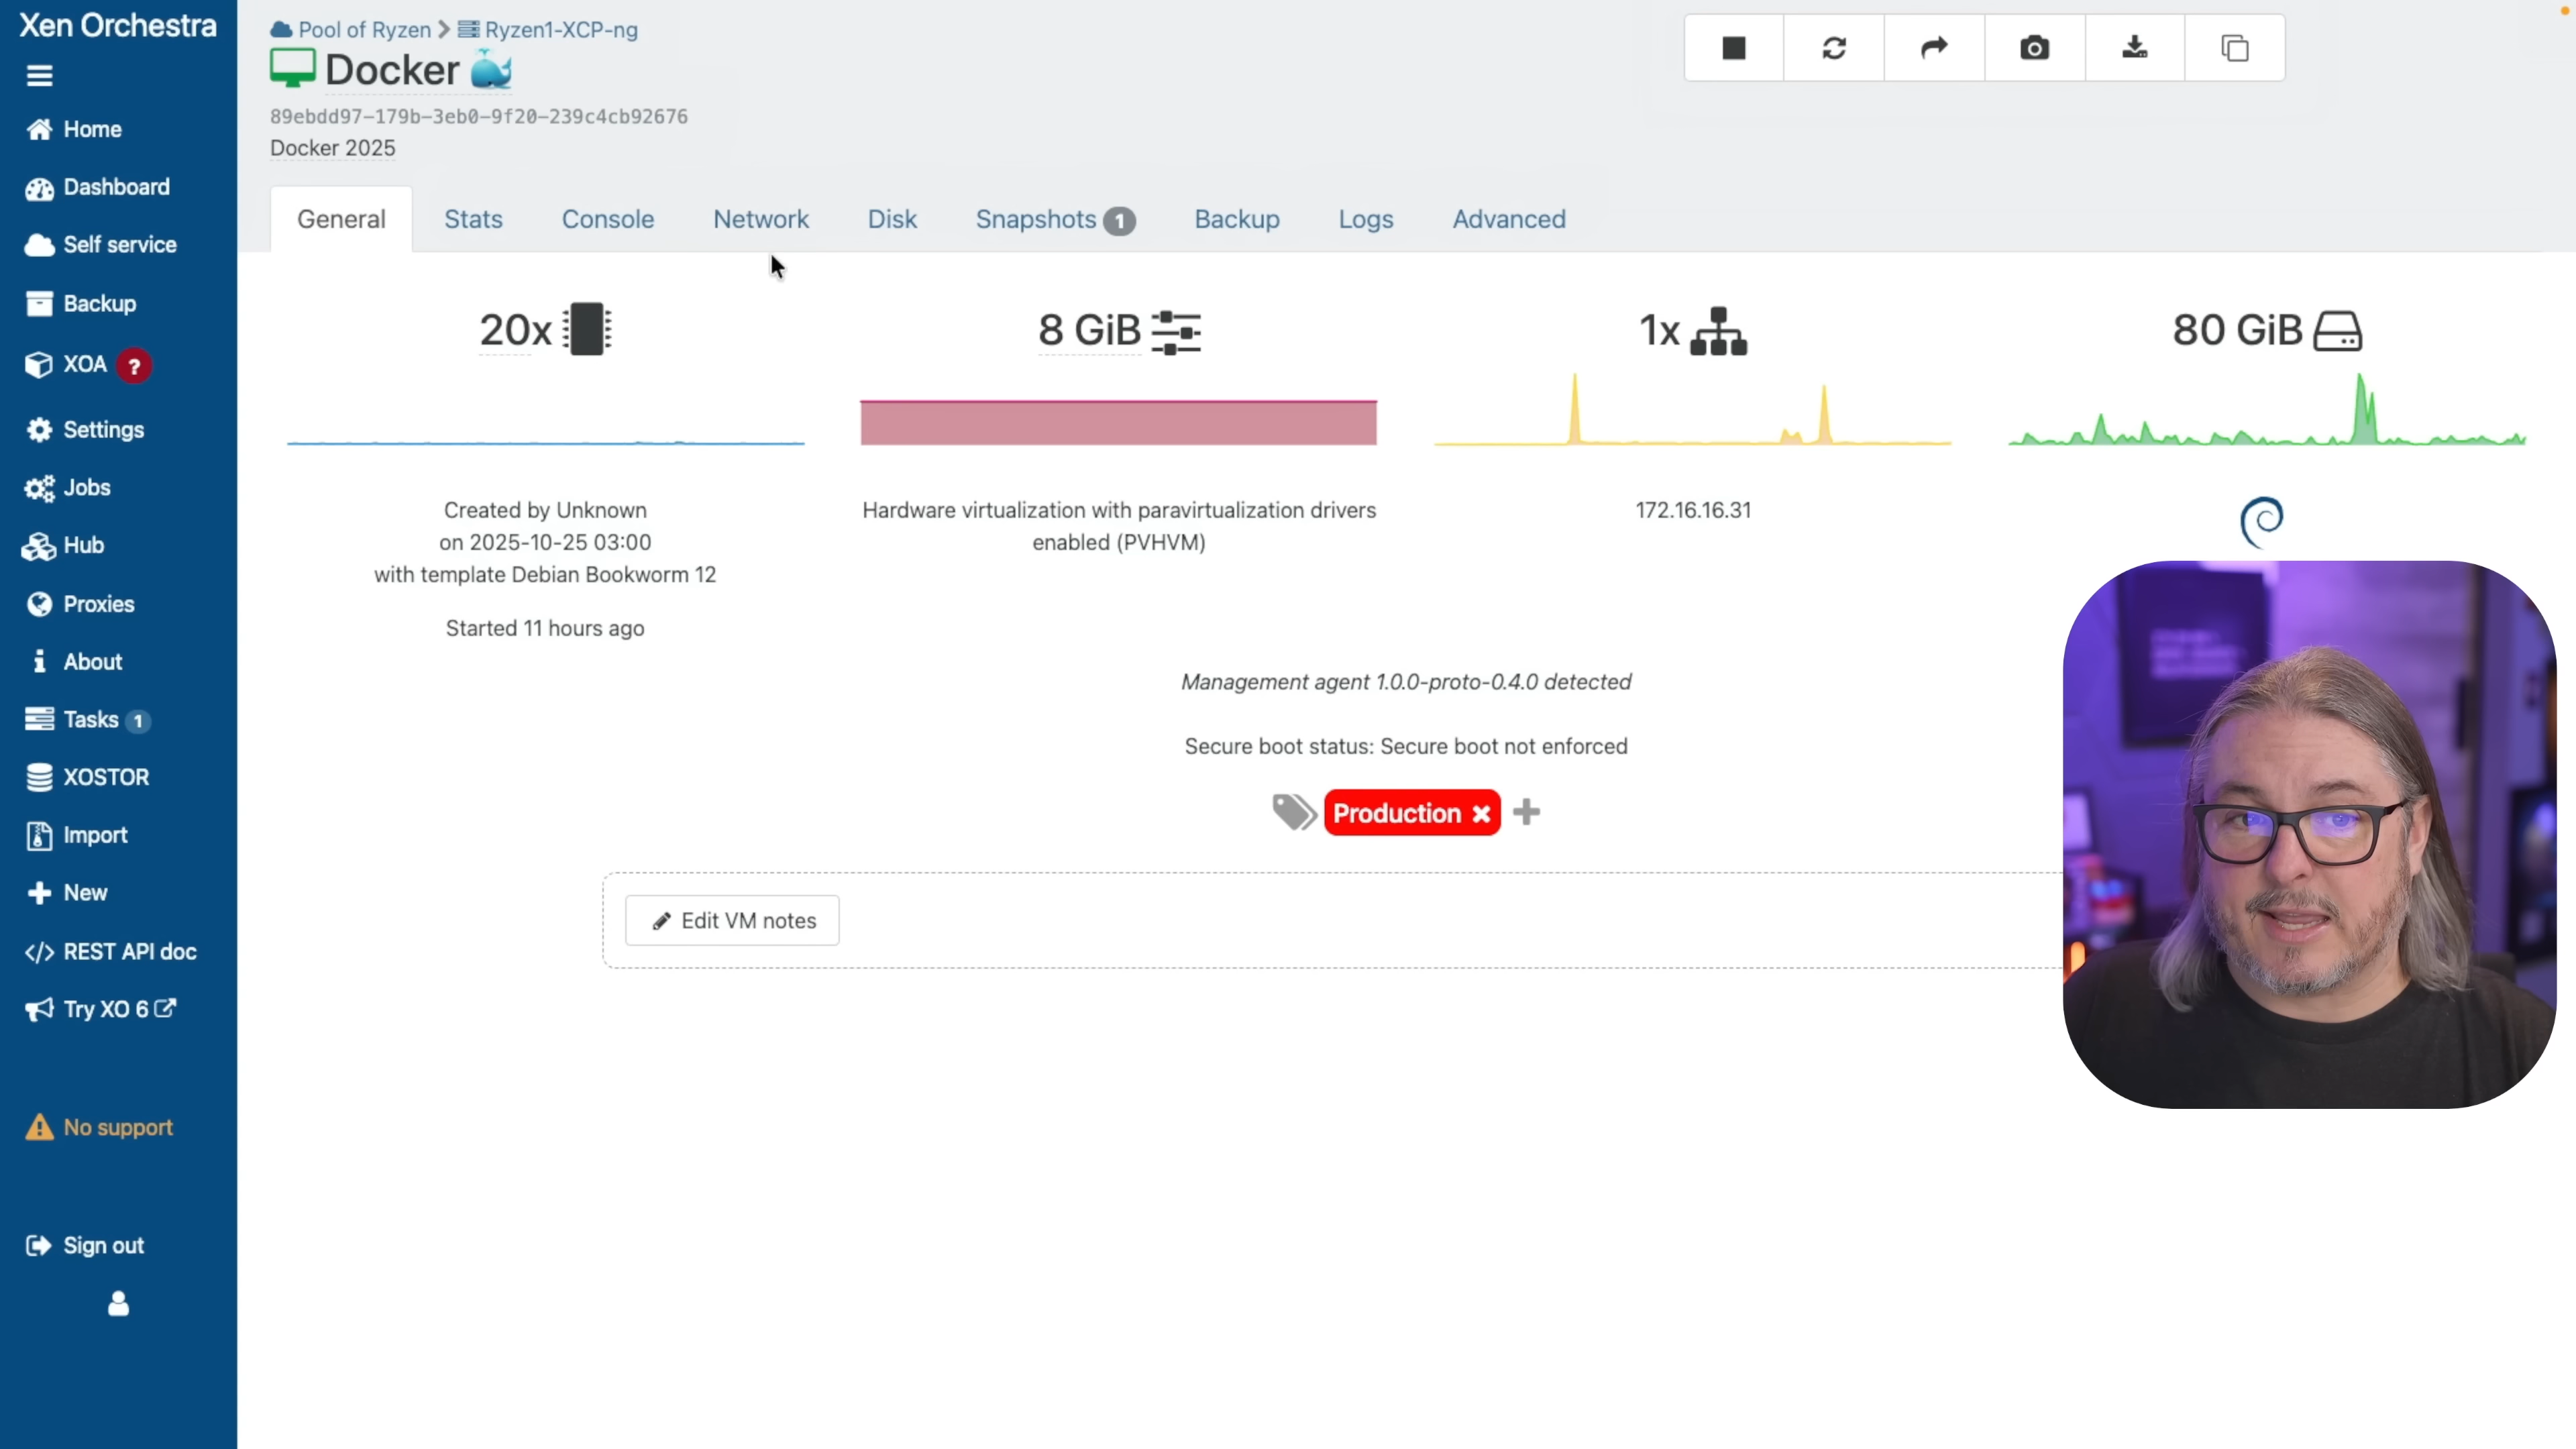 Xen Orchestra
Home
Dashboard
Self service
Backup
XOA ?
Settings
Jobs
Hub
Proxies
About
Tasks 1
XOSTOR
Import
New
REST API doc
Try XO 6
No support
Sign out
Pool of Ryzen Ryzen1-XCP-ng
Docker
89ebdd97-179b-3eb0-9f20-239c4cb92676
Docker 2025
General Stats Console Network Disk Snapshots 1 Backup Logs Advanced
20x 8 GiB 1x 80 GiB
Created by Unknown
on 2025-10-25 03:00
with template Debian Bookworm 12
Started 11 hours ago
Hardware virtualization with paravirtualization drivers
enabled (PVHVM)
172.16.16.31
Management agent 1.0.0-proto-0.4.0 detected
Secure boot status: Secure boot not enforced
Production
Edit VM notes